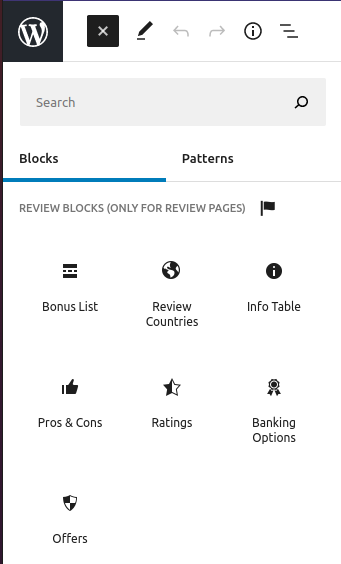 Search
Blocks
Patterns
REVIEW BLOCKS (ONLY FOR REVIEW PAGES)
Bonus List
Review
Countries
Info Table
Pros & Cons
Ratings
Banking
Options
Offers